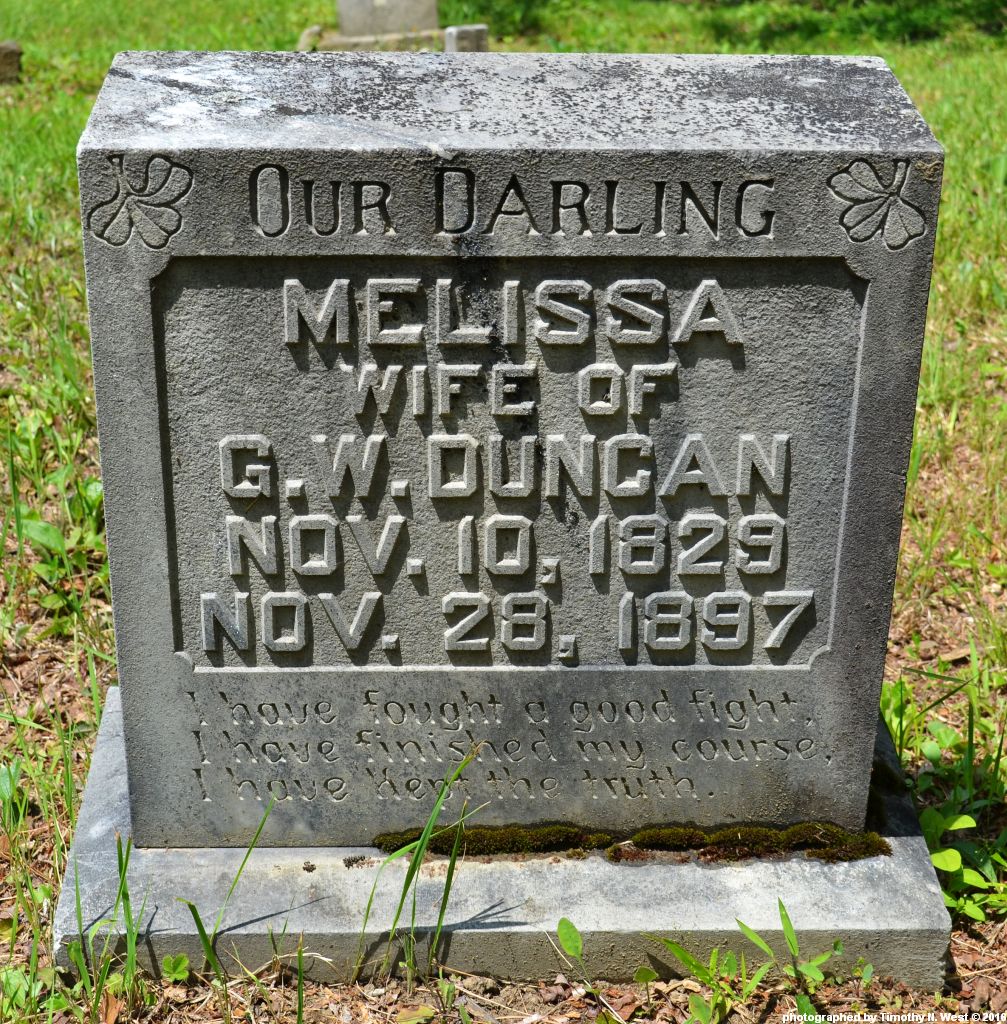 OUR DARLING
MELISSA
WIFE OF
G.W. DUNCAN
NOV. 10, 1829
NOV. 28, 1897
I have fought a good fight,
I have finished my course,
I have kept the truth.
photographed by Timothy N. West ©